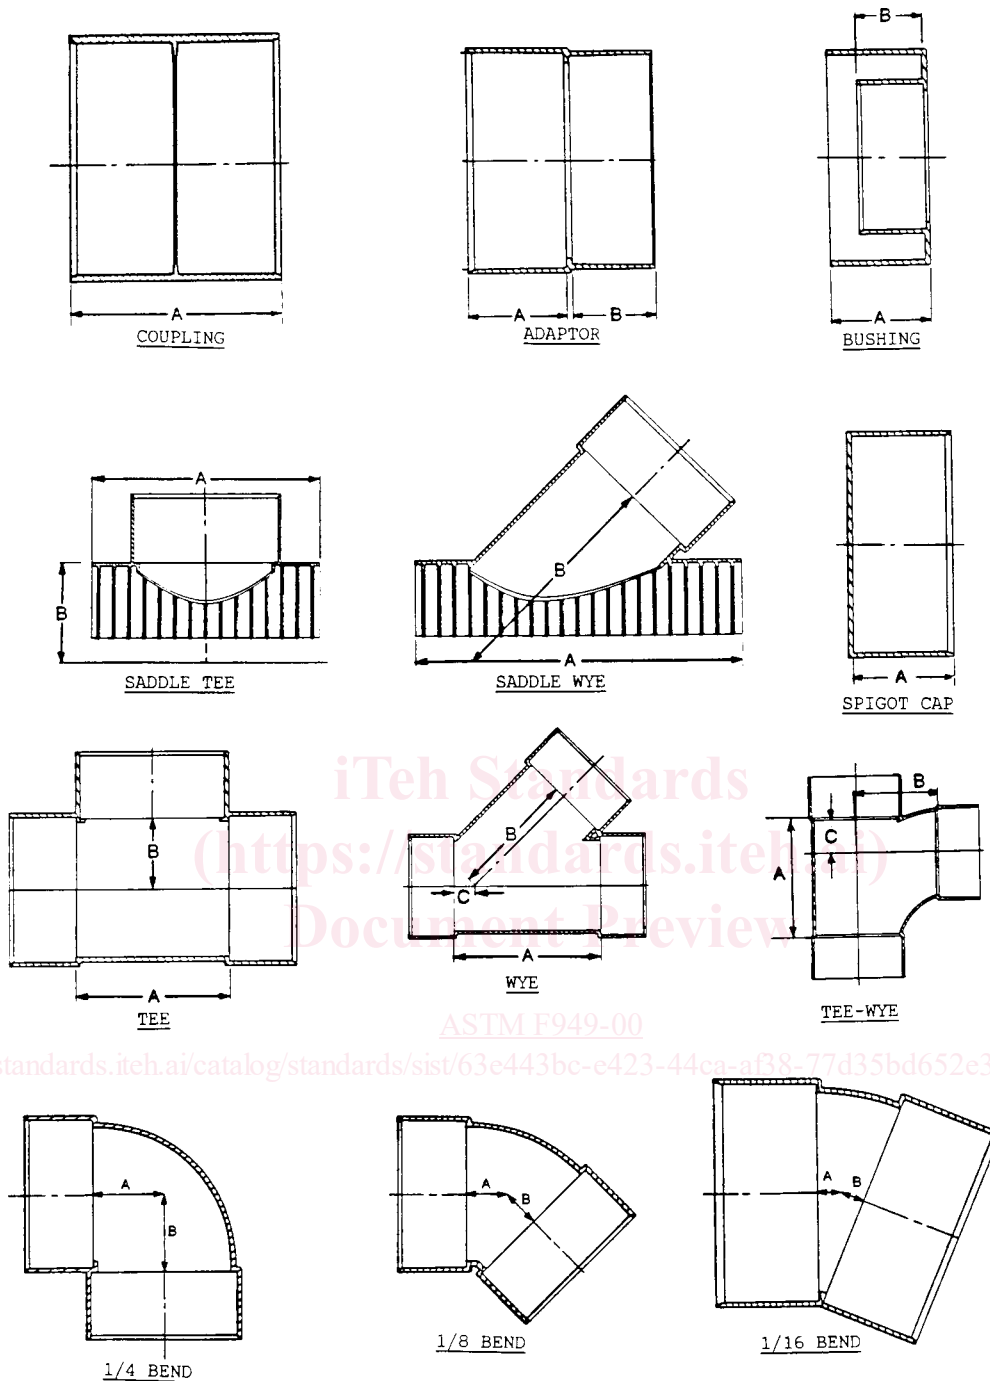 B
A
COUPLING
A
B
ADAPTOR
A
BUSHING
A
B
SADDLE TEE
B
A
SADDLE WYE
A
SPIGOT CAP
iTeh Standards
(https://standards.iteh.ai)
Document Preview
B
A
TEE
B
C
A
WYE
B
C
A
TEE-WYE
ASTM F949-00
standards.iteh.ai/catalog/standards/sist/63e443bc-e423-44ca-af38-77d35bd652e3
A
B
1/4 BEND
A
B
1/8 BEND
A
B
1/16 BEND